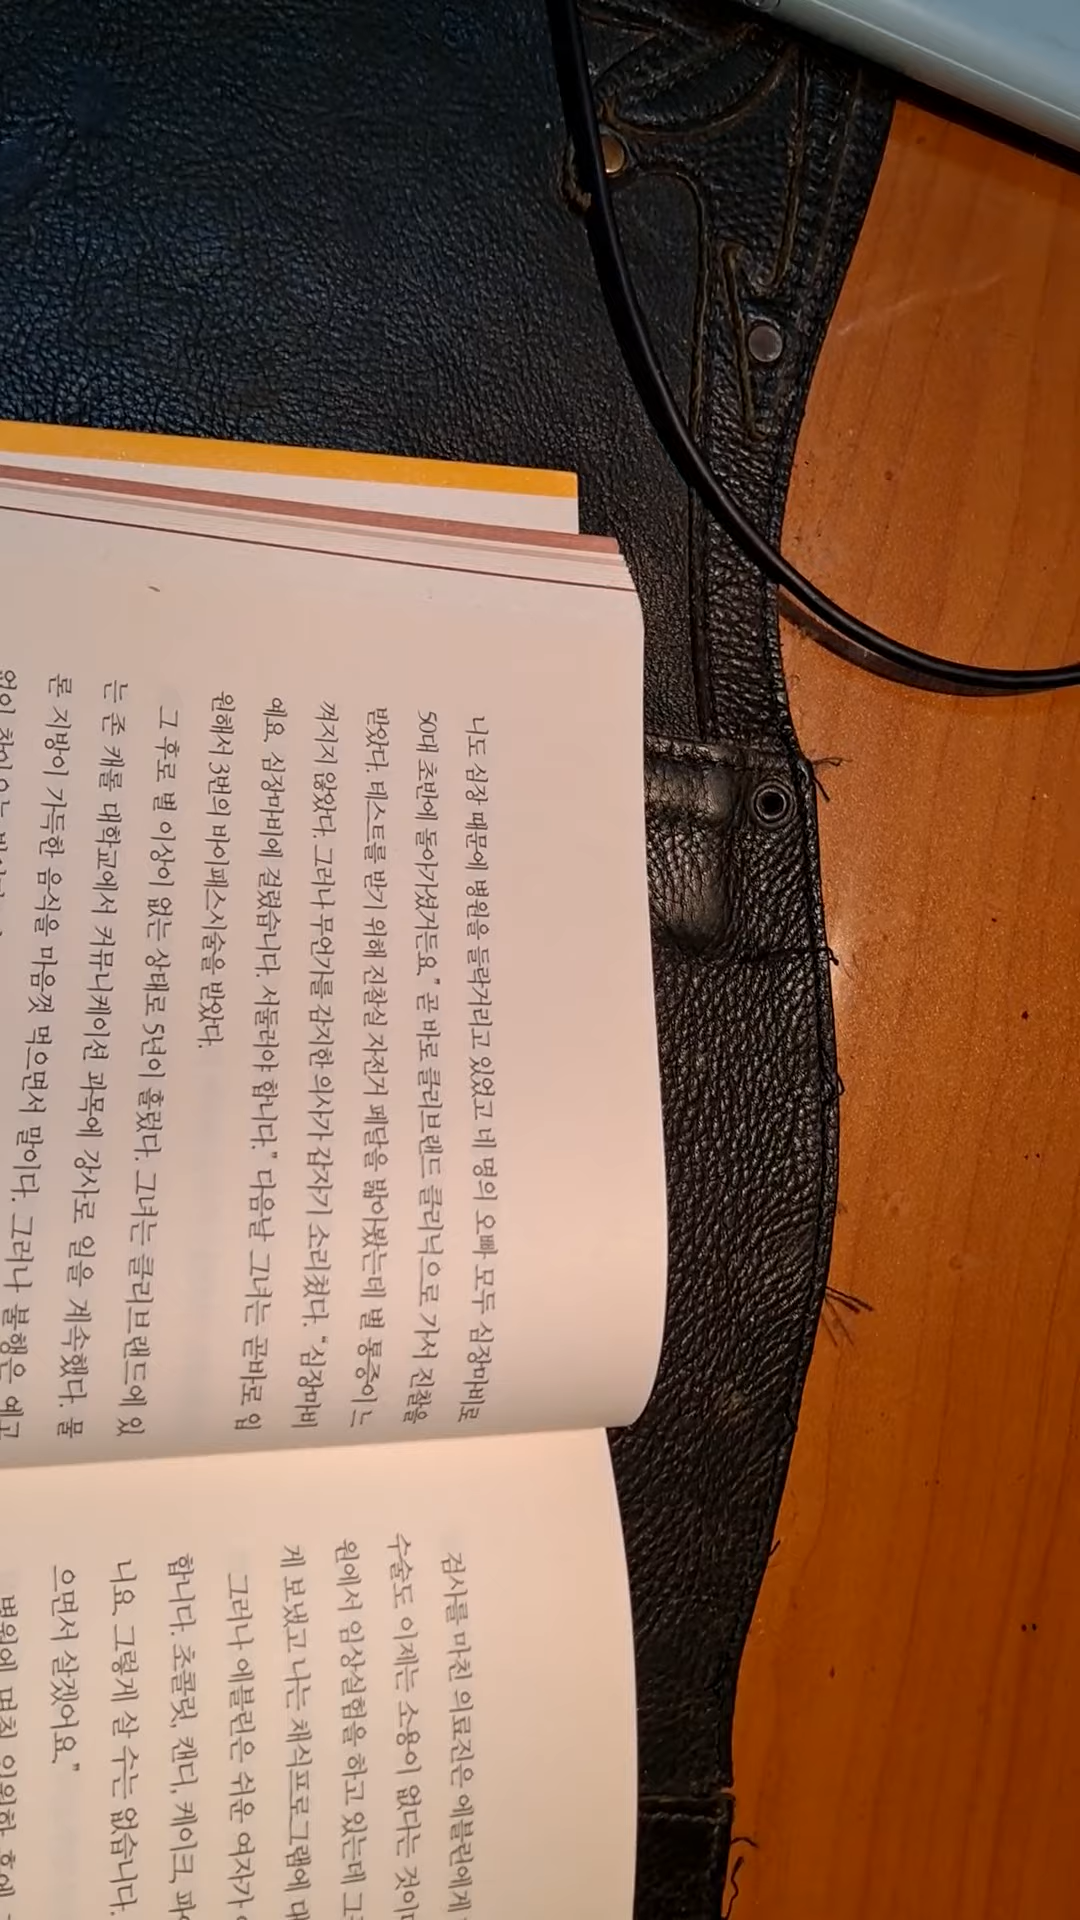 니도 심장 때문에 병원을 들락거리고 있었고 네 명의 오빠 모두 심장마비로
50대 초반에 돌아가셨거든요." 곧 바로 클리브랜드 클리닉으로 가서 진찰을
받았다. 테스트를 받기 위해 진찰실 자전거 페달을 밟아봤는데 별 통증이 느
껴지지 않았다. 그러나 무언가를 감지한 의사가 갑자기 소리쳤다. "심장마비
예요. 심장마비에 걸렸습니다. 서둘러야 합니다." 다음날 그녀는 곧바로 입
원해서 3번의 바이패스시술을 받았다.
그 후로 별 이상이 없는 상태로 5년이 흘렀다. 그녀는 클리브랜드에 있
는 존 캐롤 대학교에서 커뮤니케이션 과목에 강사로 일을 계속했다. 물
론 지방이 가득한 음식을 마음껏 먹으면서 말이다. 그러나 불행은 예고
없이
검사를 마친 의료진은 에블린에게
수술도 이제는 소용이 없다는 것이
원에서 임상실험을 하고 있는데
게 보냈고 나는 채식프로그램에 대
그러나 에블린은 쉬운 여자가
합니다. 초콜릿, 캔디, 케이크,
니요. 그렇게 살 수는 없습니다.
으면서 살겠어요."
병원에 며칠 입원한 후에